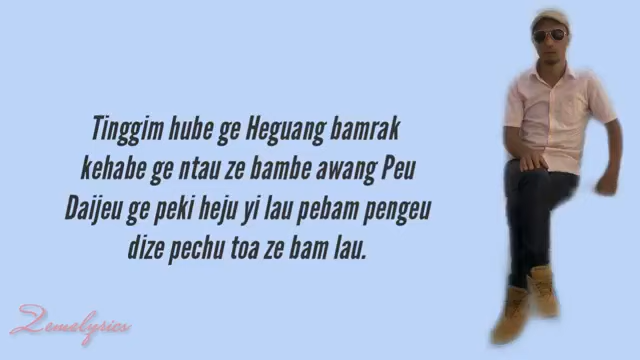 Tinggim hube ge Heguang bamrak
kehabe ge ntau ze bambe awang Peu
Daijeu ge peki heju yi lau pebam pengeu
dize pechu toa ze bam lau.
Zemelyrics